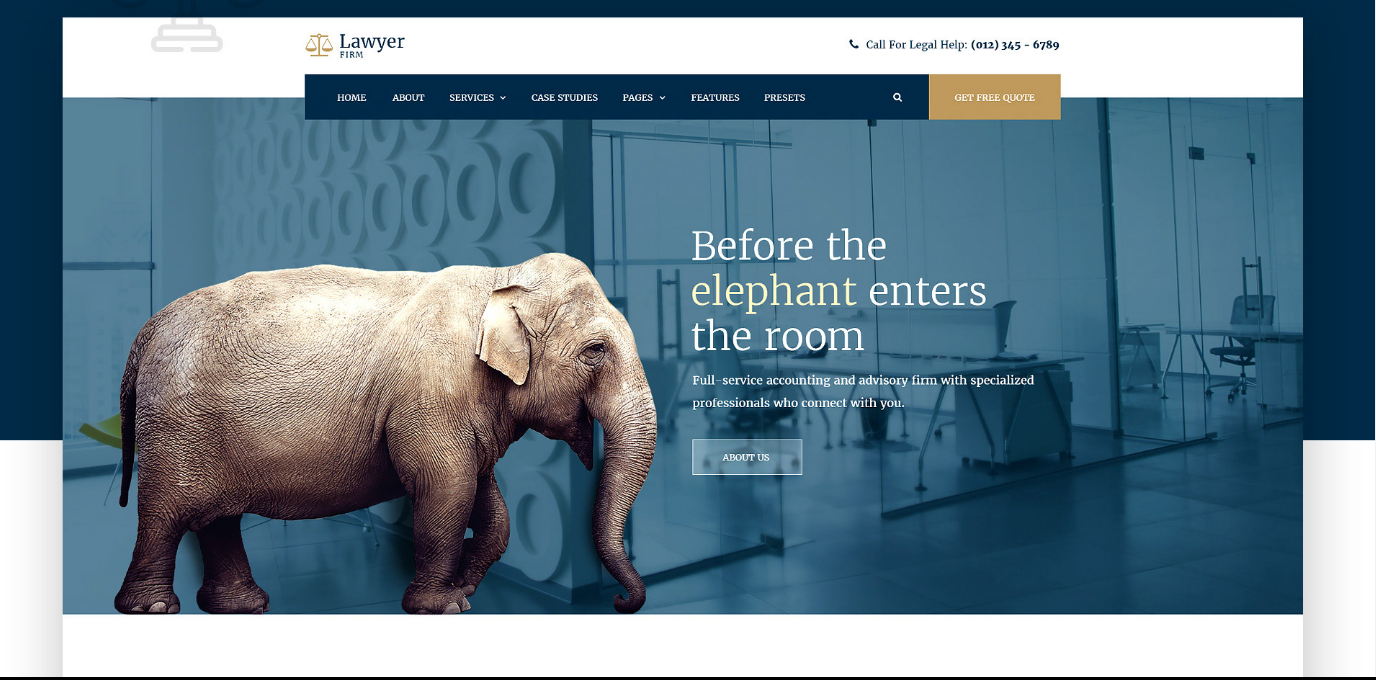 Lawyer
FIRM
Call For Legal Help: (012) 345 - 6789
HOME ABOUT SERVICES CASE STUDIES PAGES FEATURES PRESETS GET FREE QUOTE
Before the
elephant enters
the room
Full-service accounting and advisory firm with specialized
professionals who connect with you.
ABOUT US